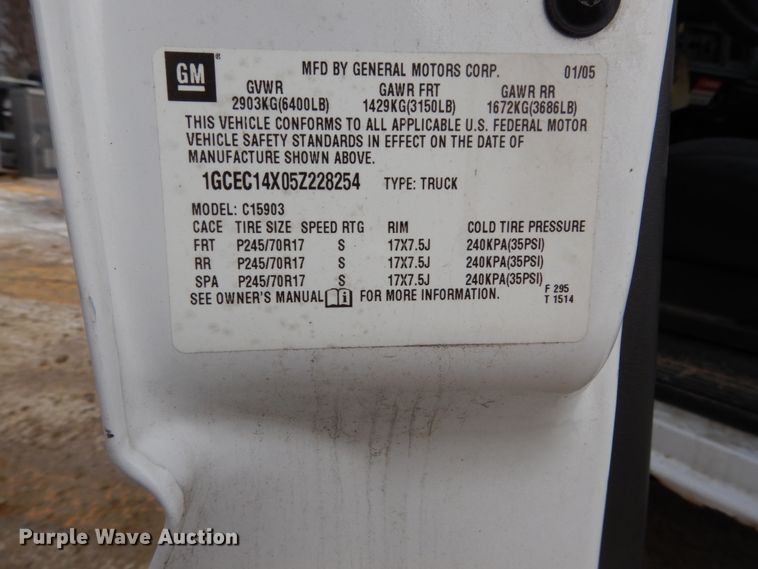 GM
MFD BY GENERAL MOTORS CORP. 01/05
GVWR GAWR FRT GAWR RR
2903KG(6400LB) 1429KG(3150LB) 1672KG(3686LB)
THIS VEHICLE CONFORMS TO ALL APPLICABLE U.S. FEDERAL MOTOR
VEHICLE SAFETY STANDARDS IN EFFECT ON THE DATE OF
MANUFACTURE SHOWN ABOVE.
1GCEC14X05Z228254 TYPE: TRUCK
MODEL: C15903
CACE TIRE SIZE SPEED RTG RIM COLD TIRE PRESSURE
FRT P245/70R17 S 17X7.5J 240KPA(35PSI)
RR P245/70R17 S 17X7.5J 240KPA(35PSI)
SPA P245/70R17 S 17X7.5J 240KPA(35PSI)
SEE OWNER'S MANUAL FOR MORE INFORMATION.
F 295
T 1514
Purple Wave Auction